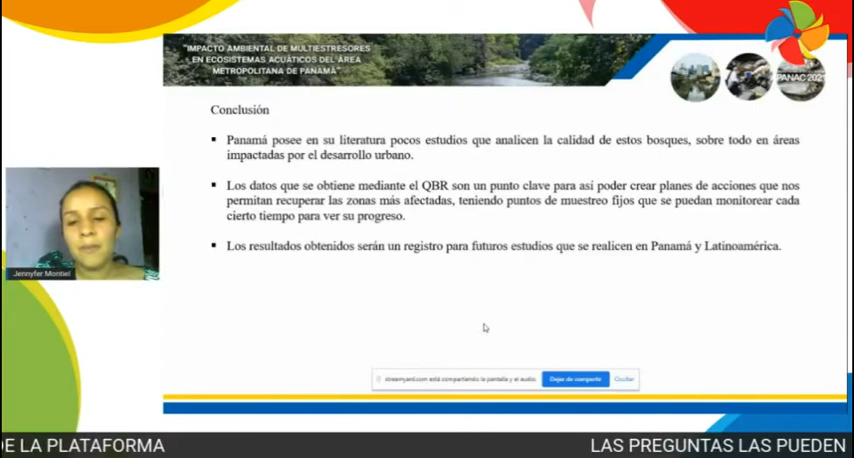 "IMPACTO AMBIENTAL DE MULTIESTRESORES
EN ECOSISTEMAS ACUÁTICOS DEL ÁREA
METROPOLITANA DE PANAMÁ"
PANAC 2021
Conclusión
▪ Panamá posee en su literatura pocos estudios que analicen la calidad de estos bosques, sobre todo en áreas
impactadas por el desarrollo urbano.
▪ Los datos que se obtiene mediante el QBR son un punto clave para así poder crear planes de acciones que nos
permitan recuperar las zonas más afectadas, teniendo puntos de muestreo fijos que se puedan monitorear cada
cierto tiempo para ver su progreso.
▪ Los resultados obtenidos serán un registro para futuros estudios que se realicen en Panamá y Latinoamérica.
Jennyfer Montiel
streamyard.com está compartiendo la pantalla y el audio.
Dejar de compartir
Ocultar
DE LA PLATAFORMA
LAS PREGUNTAS LAS PUEDEN